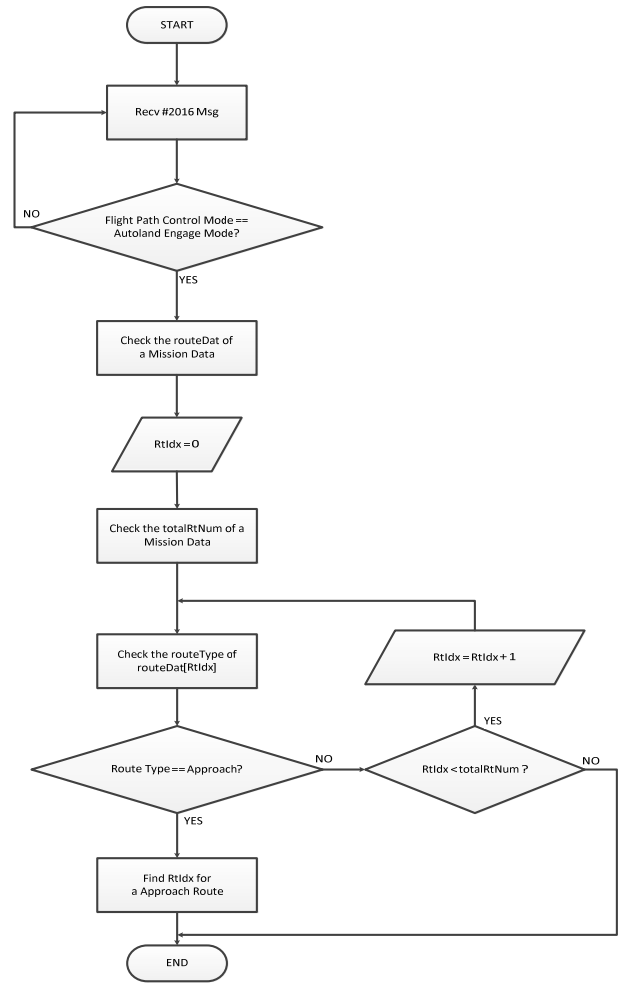 START
Recv #2016 Msg
NO
Flight Path Control Mode ==
Autoland Engage Mode?
YES
Check the routeDat of
a Mission Data
RtIdx = 0
Check the totalRtNum of a
Mission Data
Check the routeType of
routeDat[RtIdx]
RtIdx = RtIdx + 1
YES
Route Type == Approach?
NO
RtIdx < totalRtNum ?
NO
YES
Find RtIdx for
a Approach Route
END